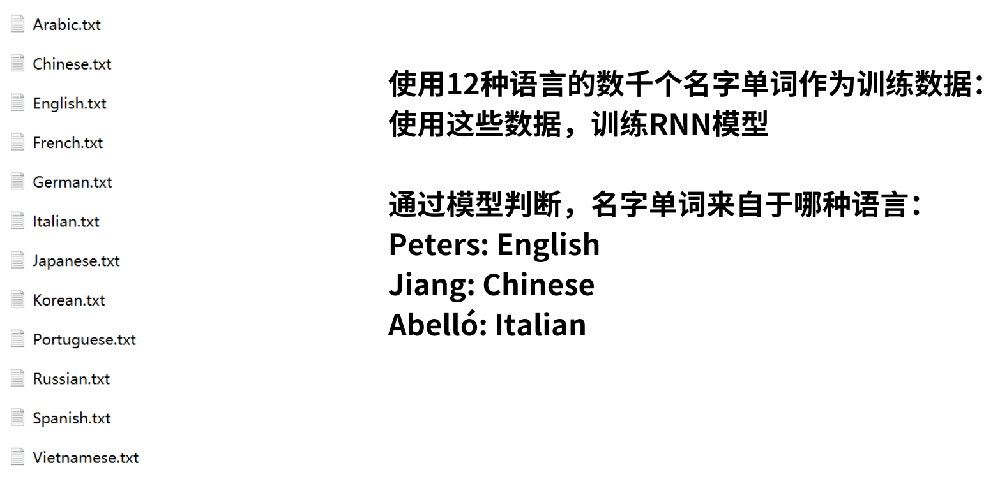 Arabic.txt
Chinese.txt
English.txt
French.txt
German.txt
Italian.txt
Japanese.txt
Korean.txt
Portuguese.txt
Russian.txt
Spanish.txt
Vietnamese.txt
使用12种语言的数千个名字单词作为训练数据：
使用这些数据，训练RNN模型
通过模型判断，名字单词来自于哪种语言：
Peters: English
Jiang: Chinese
Abelló: Italian